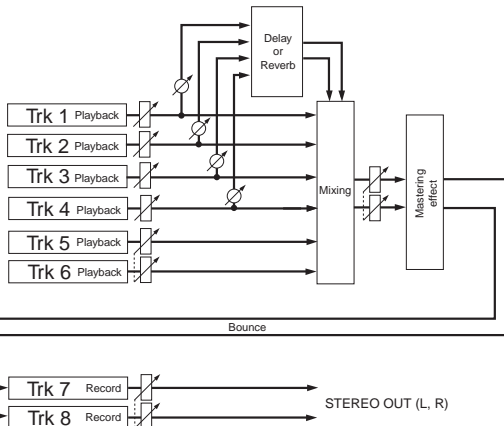 Delay
or
Reverb
Trk 1 Playback
Trk 2 Playback
Trk 3 Playback
Trk 4 Playback
Trk 5 Playback
Trk 6 Playback
Mixing
Mastering
effect
Bounce
Trk 7 Record
Trk 8 Record
STEREO OUT (L, R)